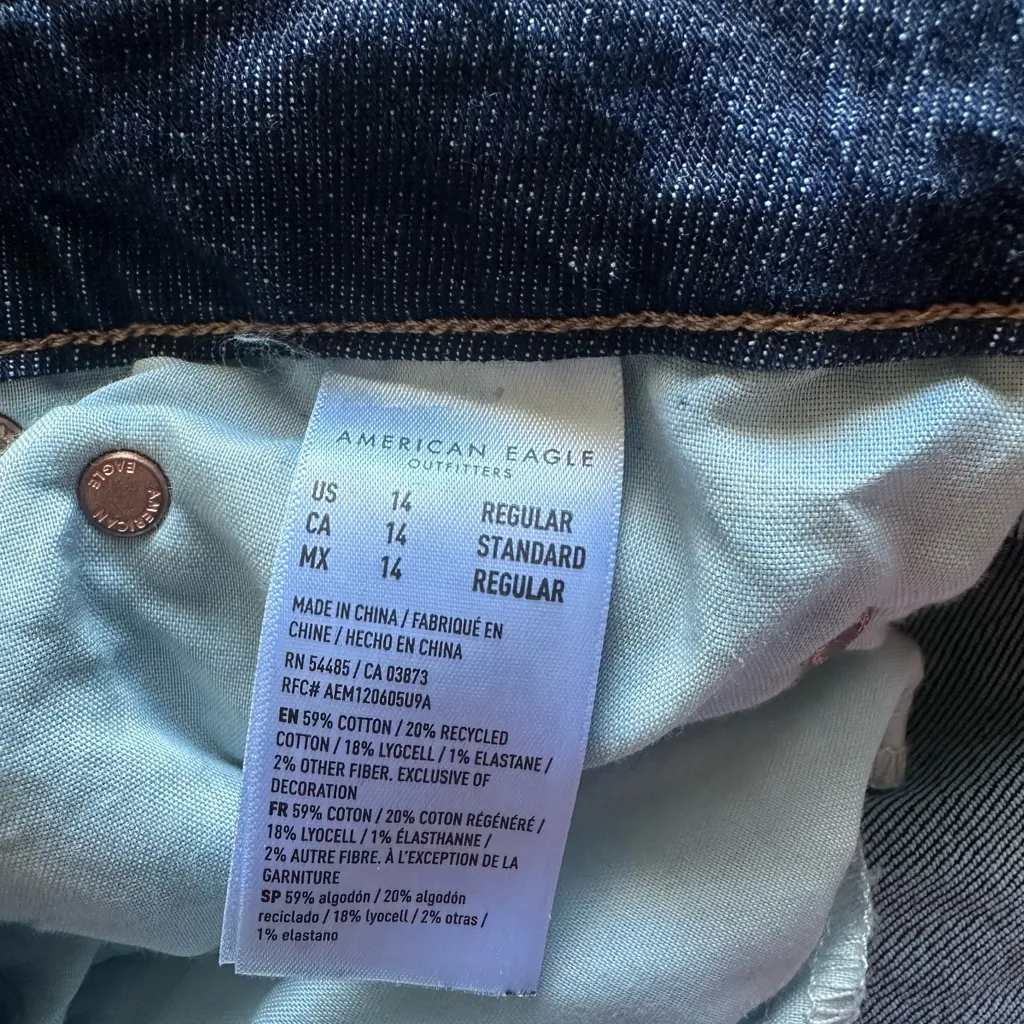 AMERICAN EAGLE
OUTFITTERS
US 14 REGULAR
CA 14 STANDARD
MX 14 REGULAR
MADE IN CHINA / FABRIQUÉ EN
CHINE / HECHO EN CHINA
RN 54485 / CA 03873
RFC# AEM120605U9A
EN 59% COTTON / 20% RECYCLED
COTTON / 18% LYOCELL / 1% ELASTANE /
2% OTHER FIBER. EXCLUSIVE OF
DECORATION
FR 59% COTON / 20% COTON RÉGÉNÉRÉ /
18% LYOCELL / 1% ÉLASTHANNE /
2% AUTRE FIBRE. À L'EXCEPTION DE LA
GARNITURE
SP 59% algodón / 20% algodón
reciclado / 18% lyocell / 2% otras /
1% elastano
AMERICAN
EAGLE